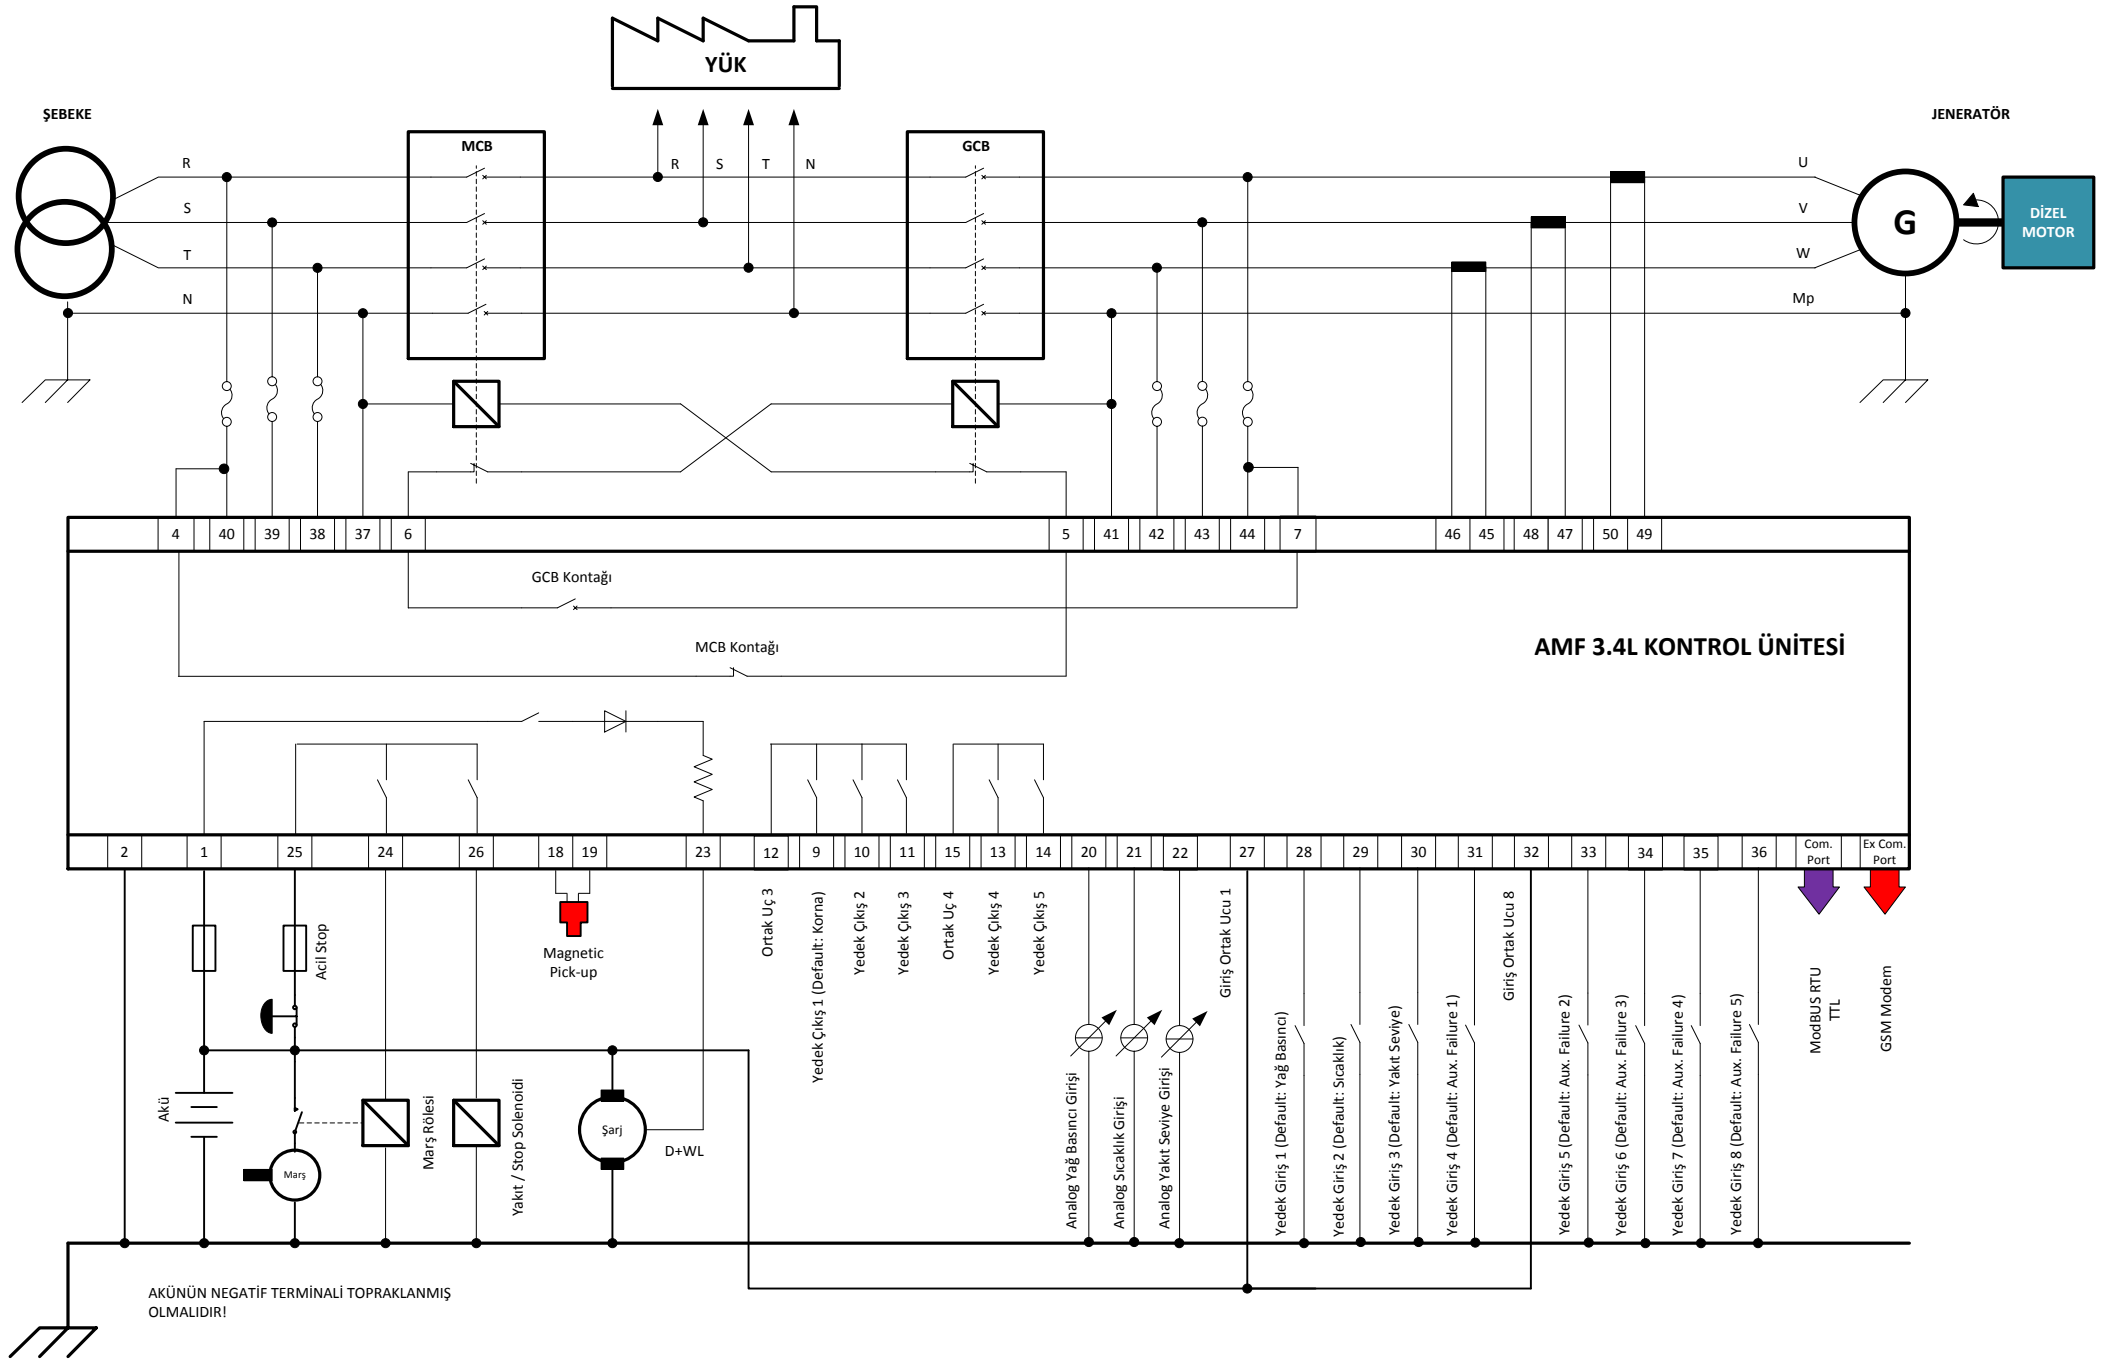 YÜK
ŞEBEKE
JENERATÖR
MCB
GCB
R
R
S
T
N
U
S
V
T
W
N
Mp
G
DİZEL
MOTOR
4
40
39
38
37
6
5
41
42
43
44
7
46
45
48
47
50
49
GCB Kontağı
MCB Kontağı
AMF 3.4L KONTROL ÜNİTESİ
2
1
25
24
26
18
19
23
12
9
10
11
15
13
14
20
21
22
27
28
29
30
31
32
33
34
35
36
Com.
Port
Ex Com.
Port
Acil Stop
Magnetic
Pick-up
Ortak Uç 3
Yedek Çıkış 1 (Default: Korna)
Yedek Çıkış 2
Yedek Çıkış 3
Ortak Uç 4
Yedek Çıkış 4
Yedek Çıkış 5
Analog Yağ Basıncı Girişi
Analog Sıcaklık Girişi
Analog Yakıt Seviye Girişi
Giriş Ortak Ucu 1
Yedek Giriş 1 (Default: Yağ Basıncı)
Yedek Giriş 2 (Default: Sıcaklık)
Yedek Giriş 3 (Default: Yakıt Seviye)
Yedek Giriş 4 (Default: Aux. Failure 1)
Giriş Ortak Ucu 8
Yedek Giriş 5 (Default: Aux. Failure 2)
Yedek Giriş 6 (Default: Aux. Failure 3)
Yedek Giriş 7 (Default: Aux. Failure 4)
Yedek Giriş 8 (Default: Aux. Failure 5)
ModBUS RTU
TTL
GSM Modem
Akü
Marş
Marş Rölesi
Yakıt / Stop Solenoidi
Şarj
D+WL
AKÜNÜN NEGATİF TERMİNALİ TOPRAKLANMIŞ
OLMALIDIR!